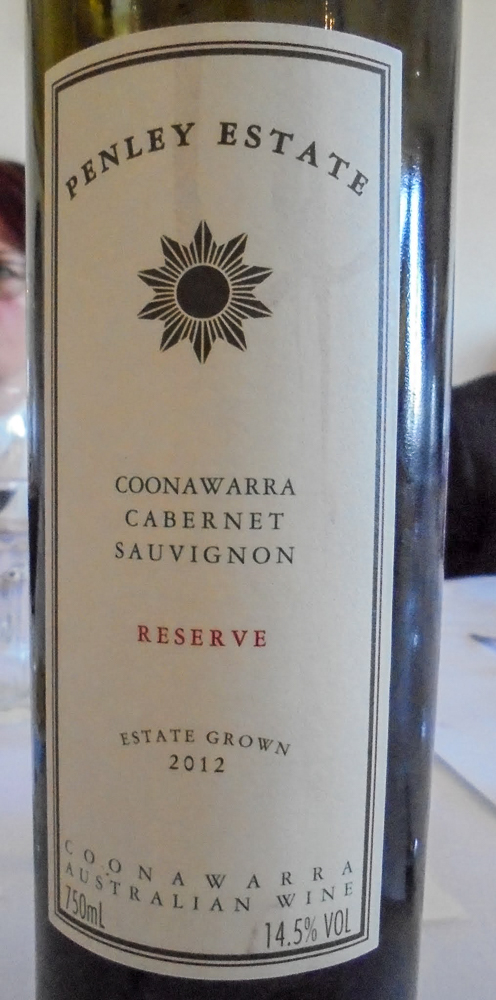 PENLEY ESTATE
COONAWARRA
CABERNET
SAUVIGNON
RESERVE
ESTATE GROWN
2012
COONAWARRA
AUSTRALIAN WINE
750mL
14.5% VOL